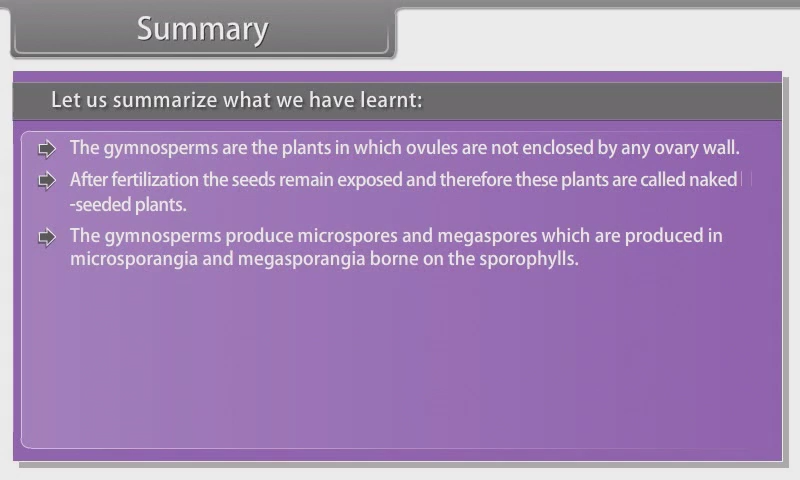 Summary
Let us summarize what we have learnt:
The gymnosperms are the plants in which ovules are not enclosed by any ovary wall.
After fertilization the seeds remain exposed and therefore these plants are called naked
-seeded plants.
The gymnosperms produce microspores and megaspores which are produced in
microsporangia and megasporangia borne on the sporophylls.